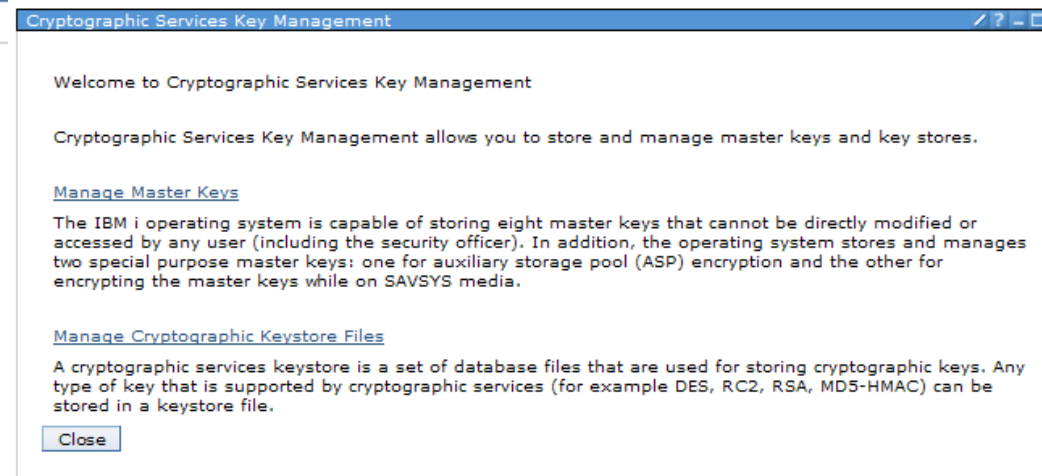 Cryptographic Services Key Management
Welcome to Cryptographic Services Key Management
Cryptographic Services Key Management allows you to store and manage master keys and key stores.
Manage Master Keys
The IBM i operating system is capable of storing eight master keys that cannot be directly modified or
accessed by any user (including the security officer). In addition, the operating system stores and manages
two special purpose master keys: one for auxiliary storage pool (ASP) encryption and the other for
encrypting the master keys while on SAVSYS media.
Manage Cryptographic Keystore Files
A cryptographic services keystore is a set of database files that are used for storing cryptographic keys. Any
type of key that is supported by cryptographic services (for example DES, RC2, RSA, MD5-HMAC) can be
stored in a keystore file.
Close